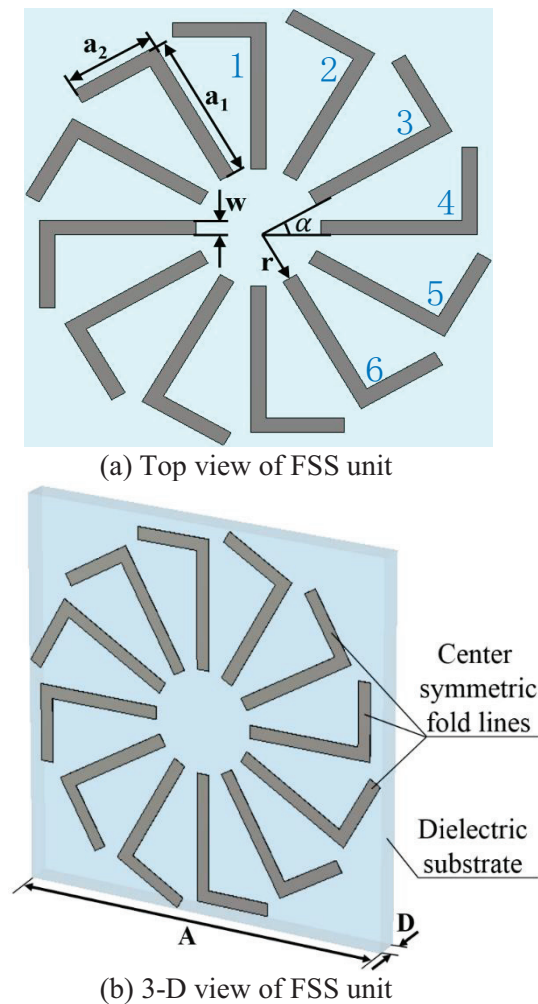 a₂
a₁
1
2
3
4
5
6
w
α
r
(a) Top view of FSS unit
Center
symmetric
fold lines
Dielectric
substrate
A
D
(b) 3-D view of FSS unit